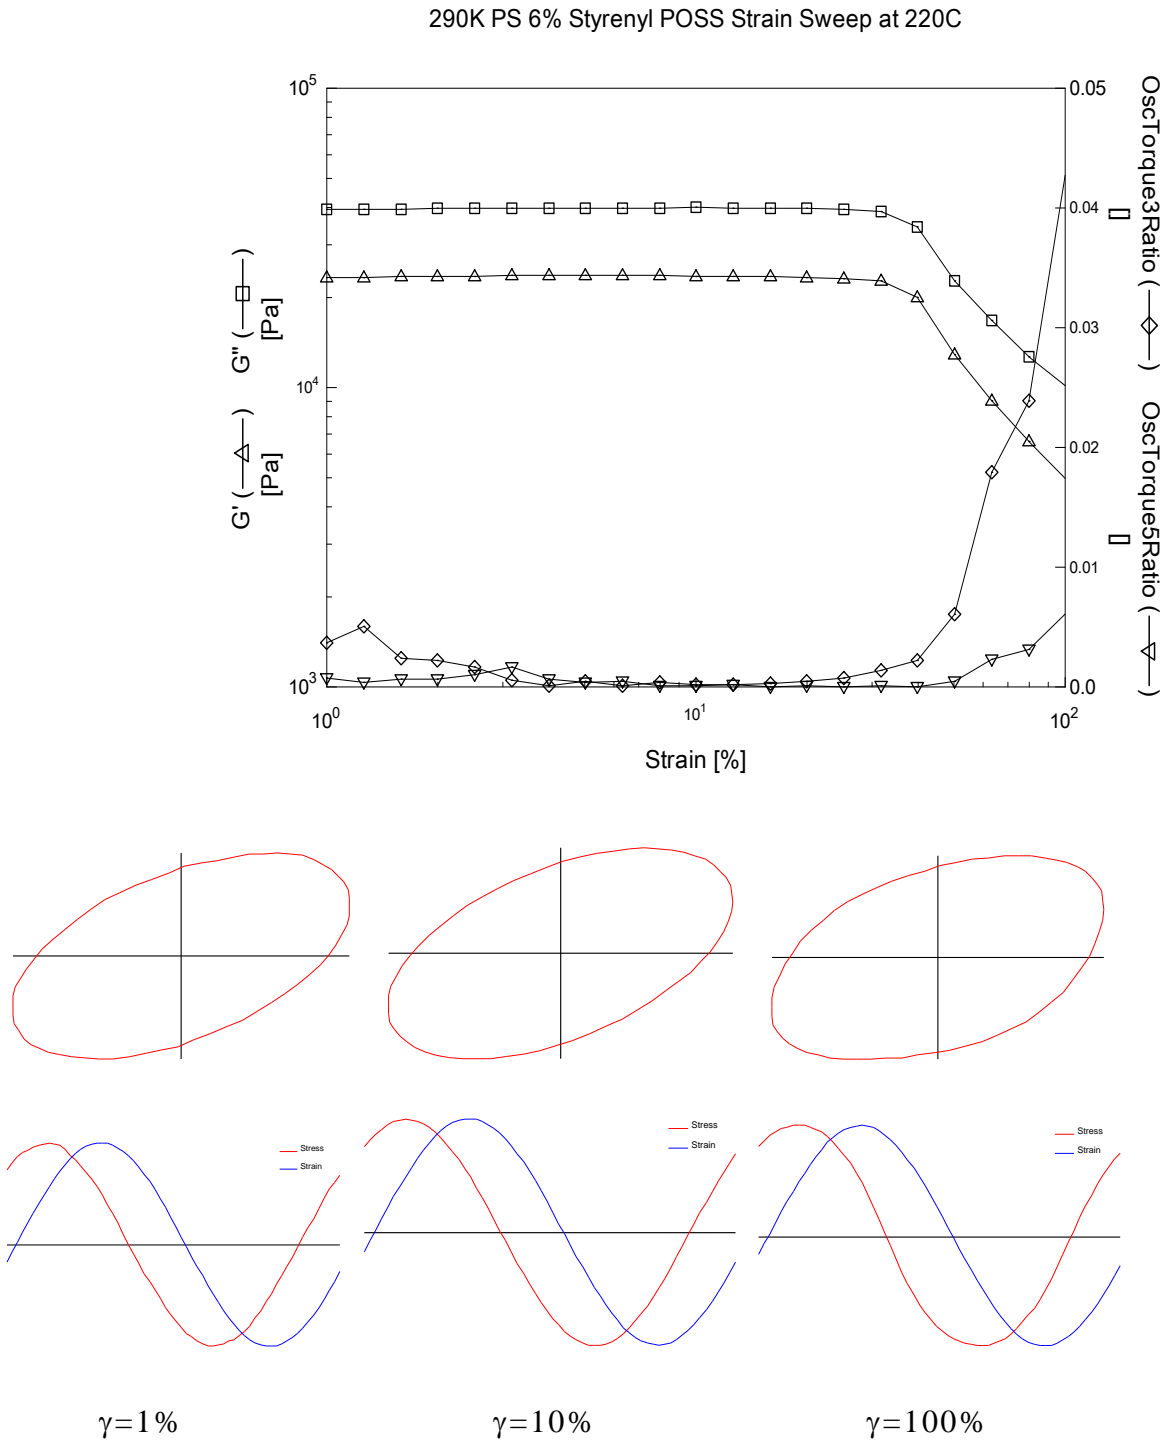 290K PS 6% Styrenyl POSS Strain Sweep at 220C
10^5
10^4
10^3
G" (—□—)
[Pa]
G' (—△—)
[Pa]
0.05
0.04
0.03
0.02
0.01
0.0
OscTorque3Ratio (—◇—)
[]
OscTorque5Ratio (—△—)
[]
10^0
10^1
10^2
Strain [%]
Stress
Strain
Stress
Strain
Stress
Strain
γ=1%
γ=10%
γ=100%